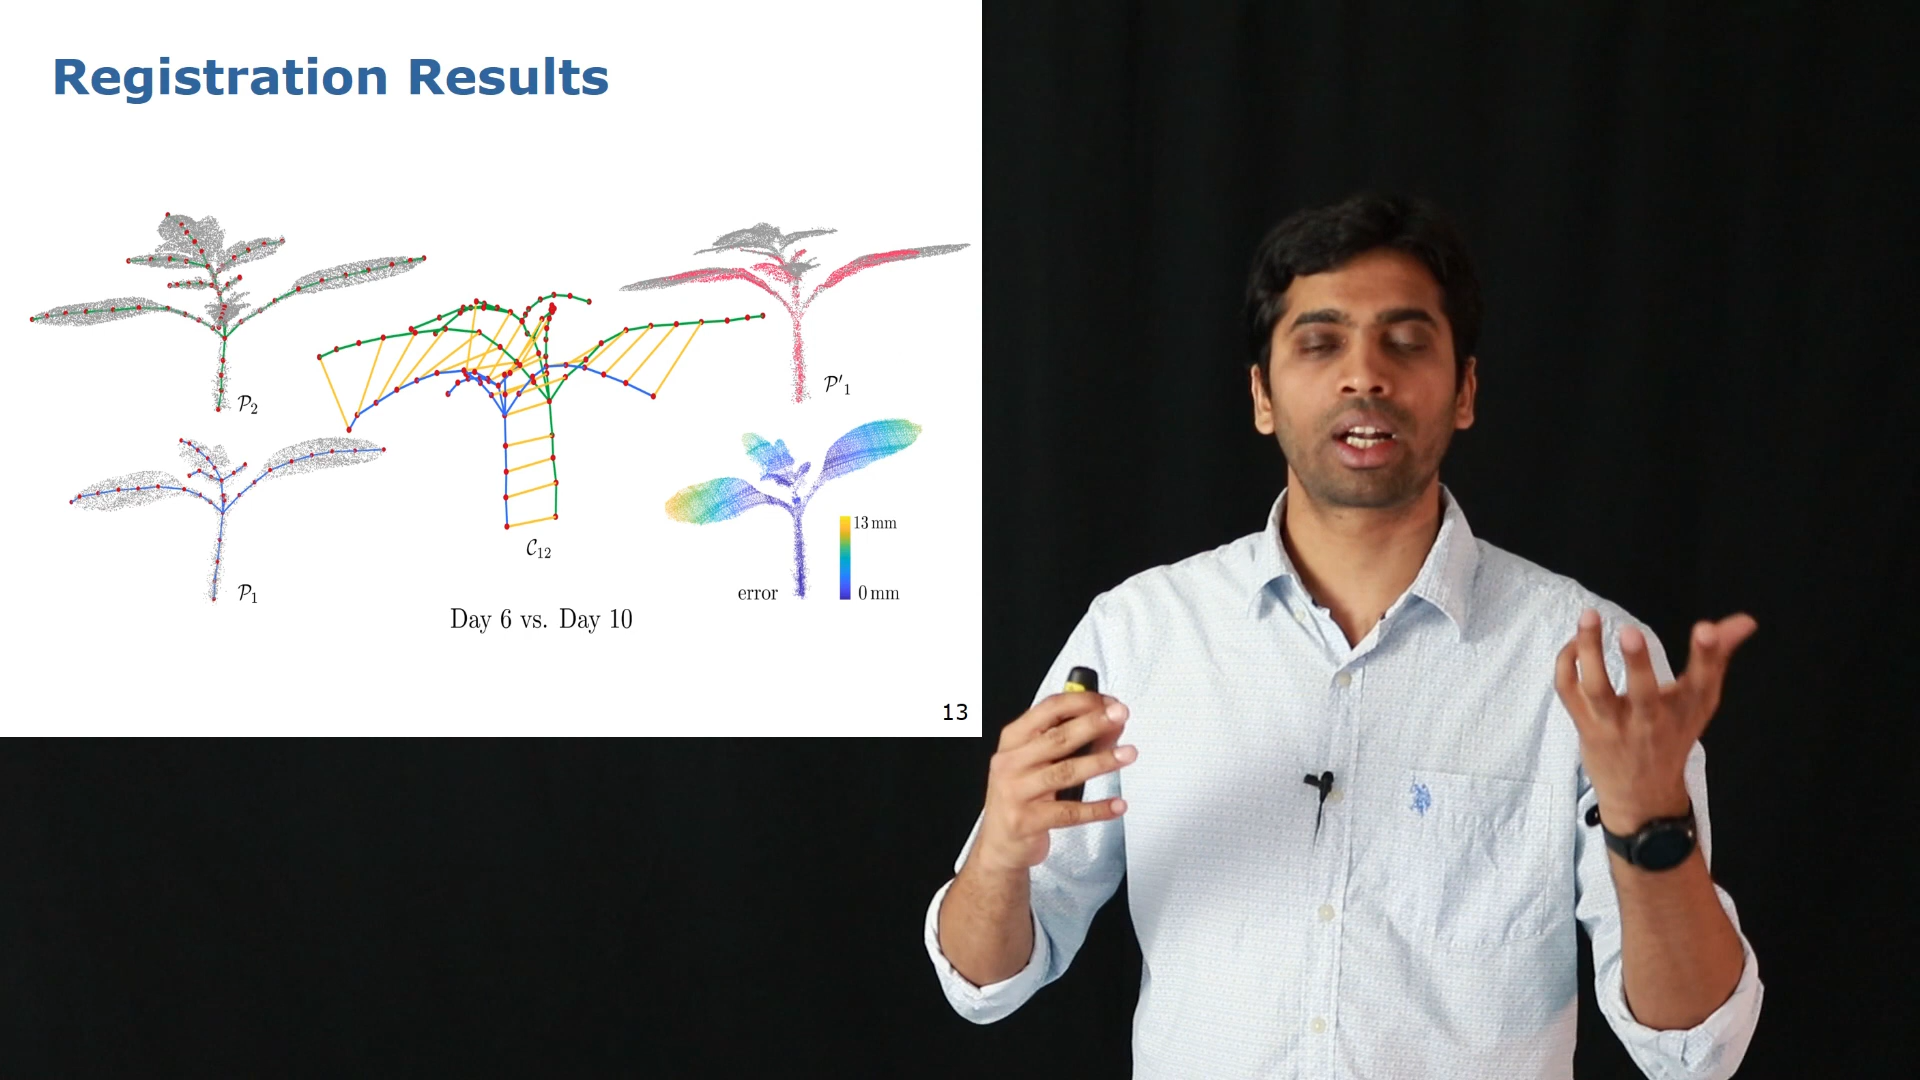 Registration Results
𝒫₂
𝒫₁
𝒞₁₂
𝒫′₁
13 mm
0 mm
error
Day 6 vs. Day 10
13